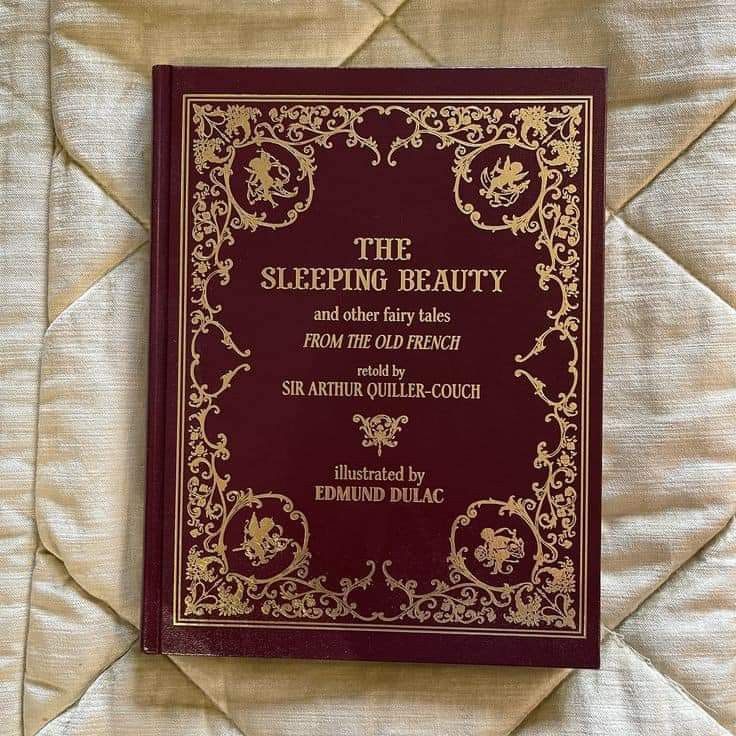 THE
SLEEPING BEAUTY
and other fairy tales
FROM THE OLD FRENCH
retold by
SIR ARTHUR QUILLER-COUCH
illustrated by
EDMUND DULAC